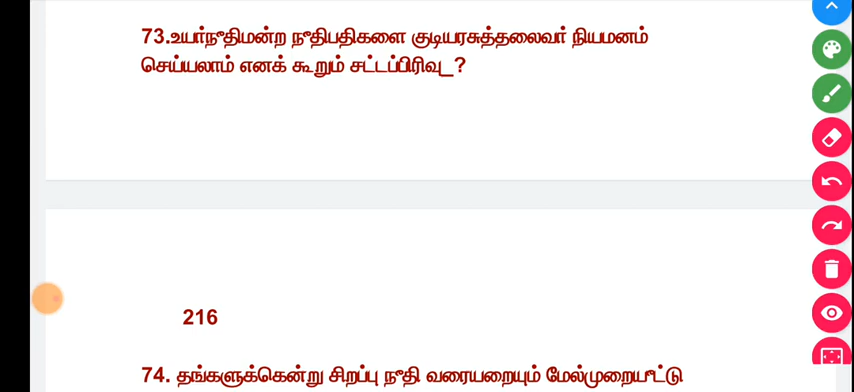 73.உயர்நீதிமன்ற நீதிபதிகளை குடியரசுத்தலைவர் நியமனம்
செய்யலாம் எனக் கூறும் சட்டப்பிரிவு_?
216
74. தங்களுக்கென்று சிறப்பு நீதி வரையறையும் மேல்முறையீட்டு